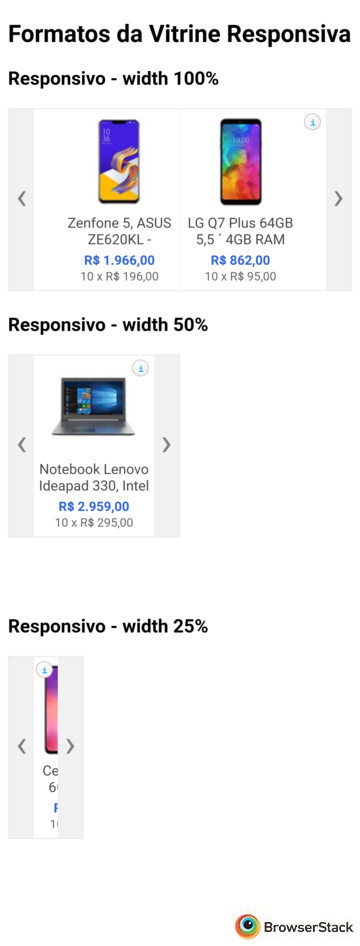 Formatos da Vitrine Responsiva
Responsivo - width 100%
Zenfone 5, ASUS
ZE620KL -
R$ 1.966,00
10 x R$ 196,00
LG Q7 Plus 64GB
5,5 ´ 4GB RAM
R$ 862,00
10 x R$ 95,00
Responsivo - width 50%
Notebook Lenovo
Ideapad 330, Intel
R$ 2.959,00
10 x R$ 295,00
Responsivo - width 25%
Ce
BrowserStack